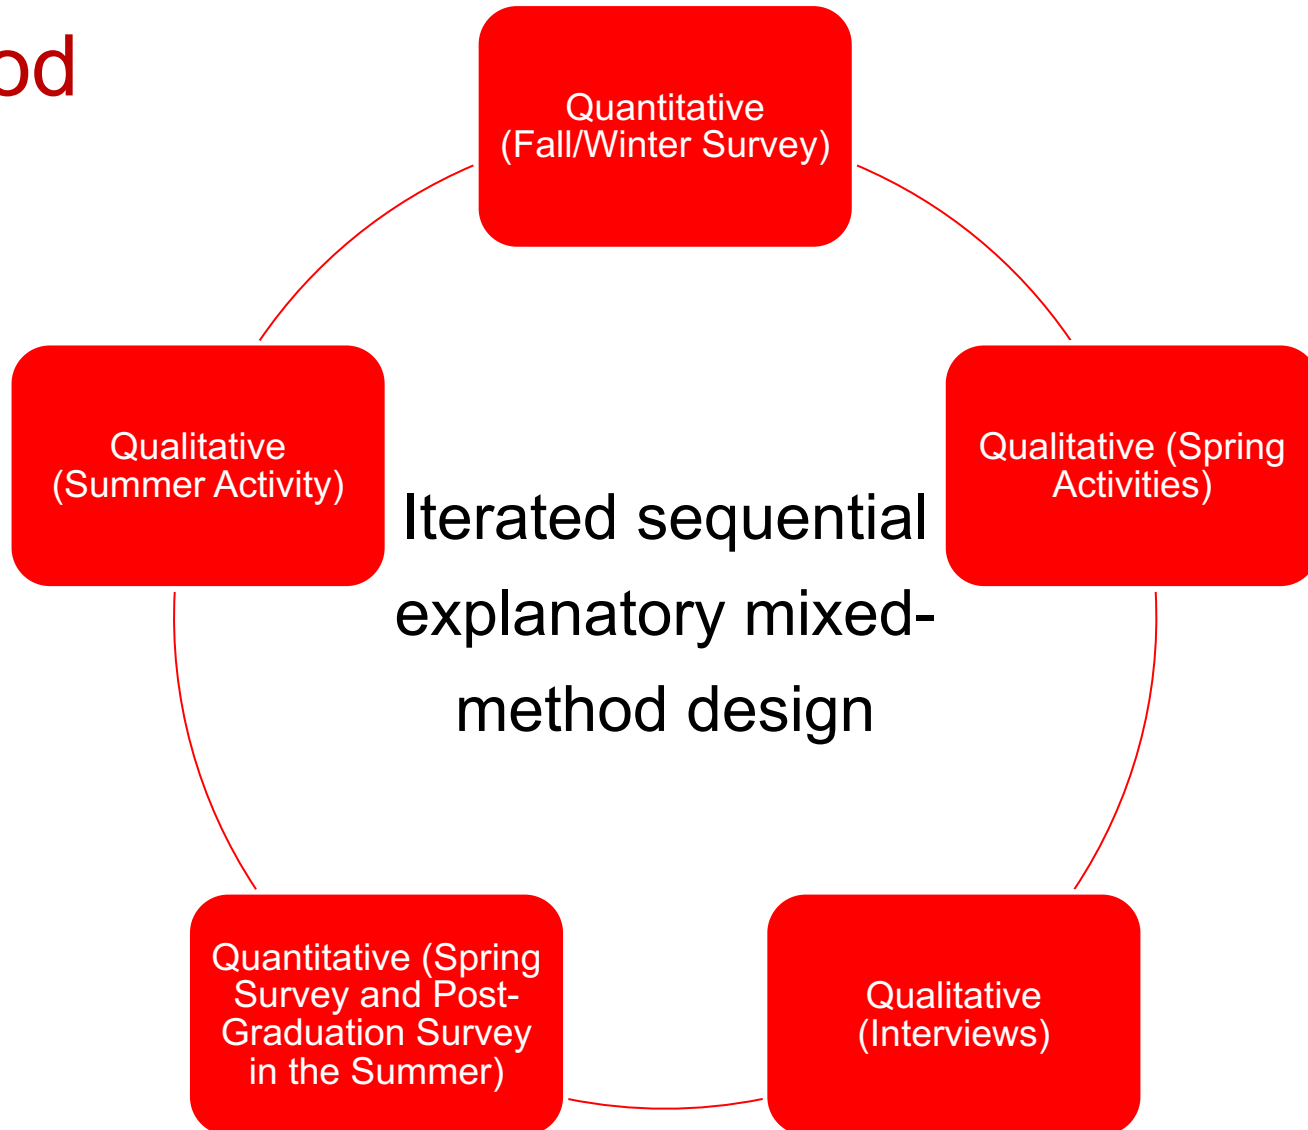 od
Quantitative
(Fall/Winter Survey)
Qualitative (Spring
Activities)
Qualitative
(Interviews)
Quantitative (Spring
Survey and Post-
Graduation Survey
in the Summer)
Qualitative
(Summer Activity)
Iterated sequential
explanatory mixed-
method design